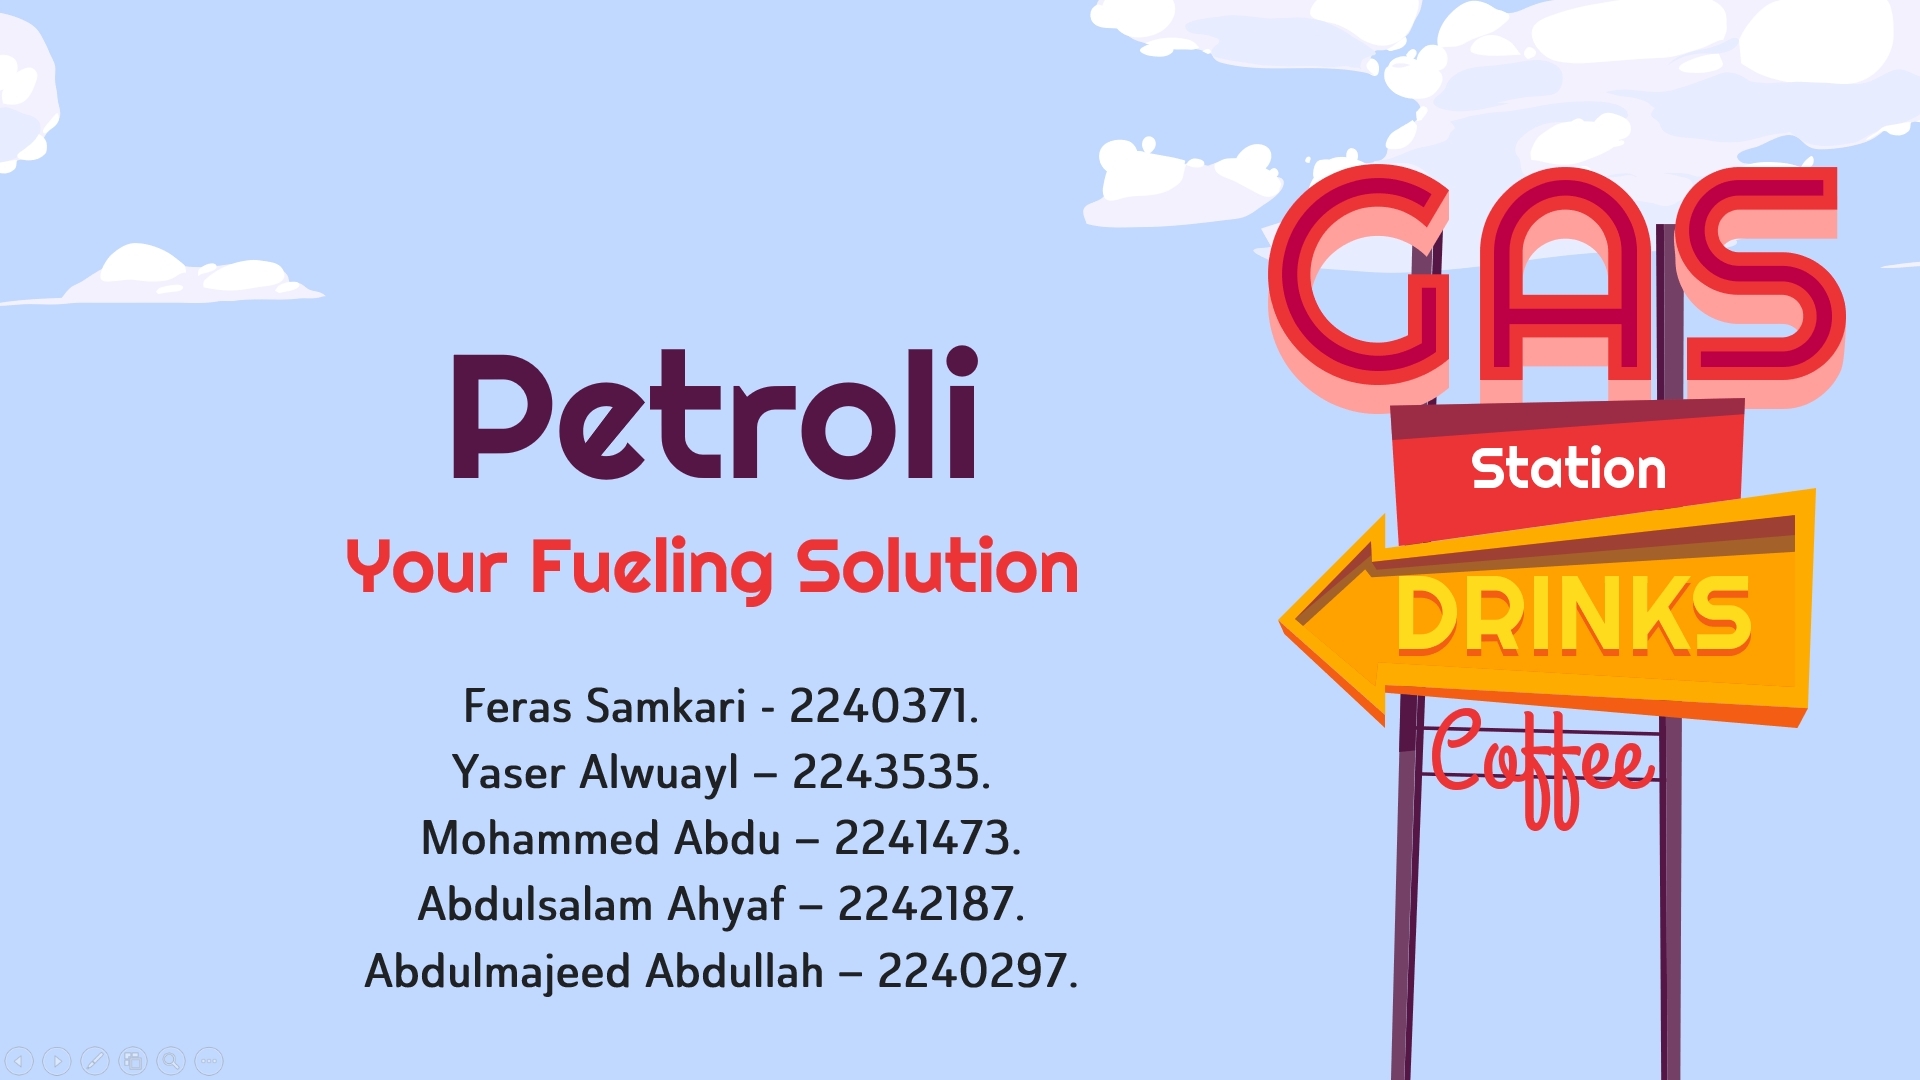 Petroli
Your Fueling Solution
Feras Samkari - 2240371.
Yaser Alwuayl – 2243535.
Mohammed Abdu – 2241473.
Abdulsalam Ahyaf – 2242187.
Abdulmajeed Abdullah – 2240297.
GAS
Station
DRINKS
Coffee